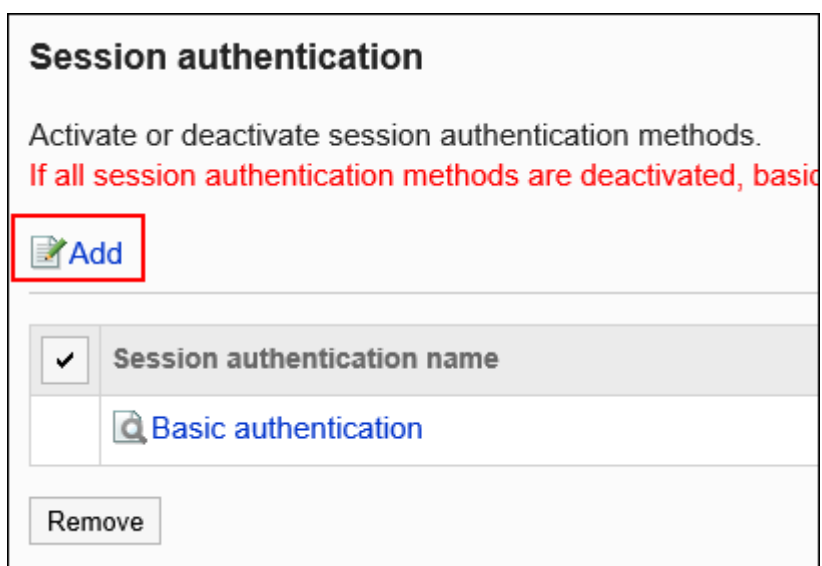 Session authentication
Activate or deactivate session authentication methods.
If all session authentication methods are deactivated, basic
Add
Session authentication name
Basic authentication
Remove